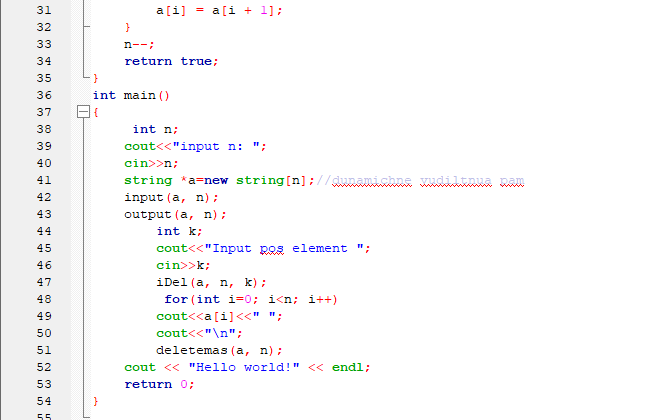 31 a[i] = a[i + 1];
32 }
33 n--;
34 return true;
35 }
36 int main()
37 {
38 int n;
39 cout<<"input n: ";
40 cin>>n;
41 string *a=new string[n];//dunamichne vudiltnua pam
42 input(a, n);
43 output(a, n);
44 int k;
45 cout<<"Input pos element ";
46 cin>>k;
47 iDel(a, n, k);
48 for(int i=0; i<n; i++)
49 cout<<a[i]<<" ";
50 cout<<"\n";
51 deletemas(a, n);
52 cout << "Hello world!" << endl;
53 return 0;
54 }
55